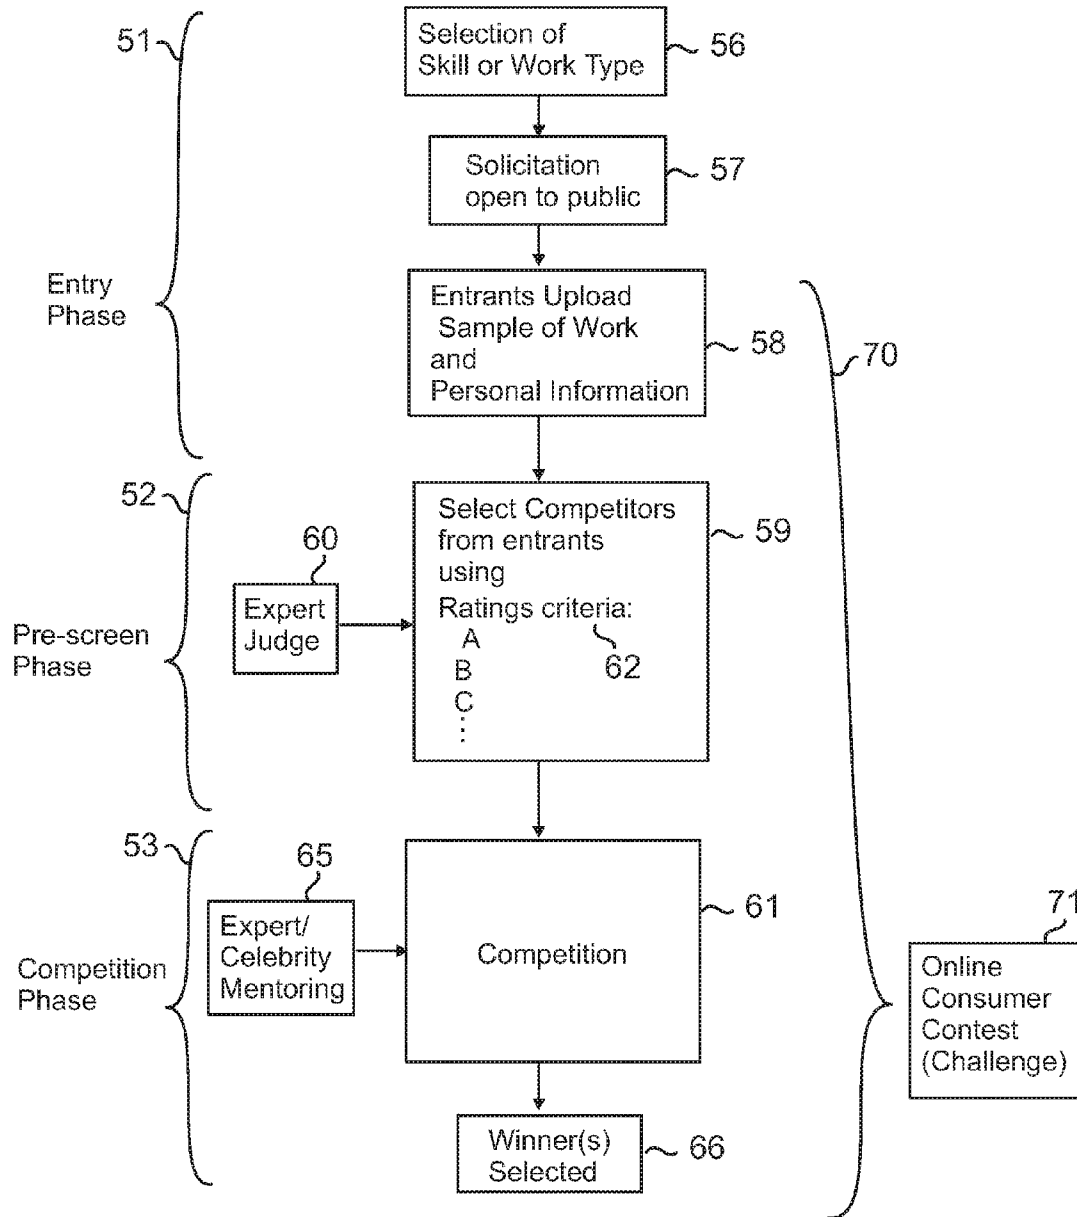 51
Selection of
Skill or Work Type
56
Solicitation
open to public
57
Entry
Phase
Entrants Upload
Sample of Work
and
Personal Information
58
70
52
Select Competitors
from entrants
using
Ratings criteria:
A
B
C
⋮
59
62
60
Expert
Judge
Pre-screen
Phase
53
65
Expert/
Celebrity
Mentoring
Competition
Phase
Competition
61
71
Online
Consumer
Contest
(Challenge)
Winner(s)
Selected
66